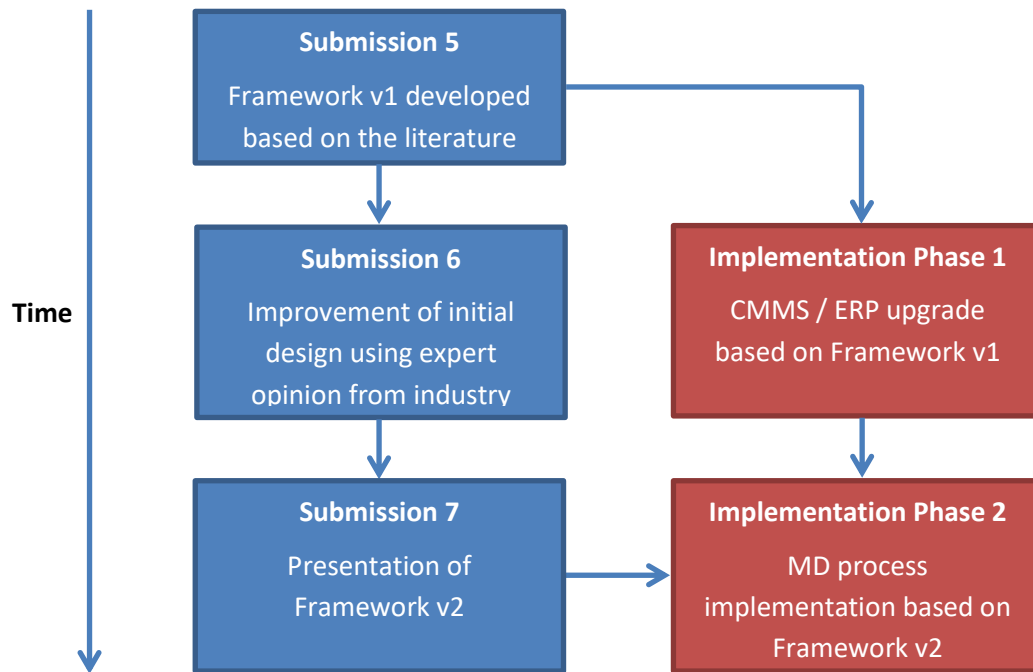 Submission 5
Framework v1 developed
based on the literature
Submission 6
Improvement of initial
design using expert
opinion from industry
Implementation Phase 1
CMMS / ERP upgrade
based on Framework v1
Time
Submission 7
Presentation of
Framework v2
Implementation Phase 2
MD process
implementation based on
Framework v2